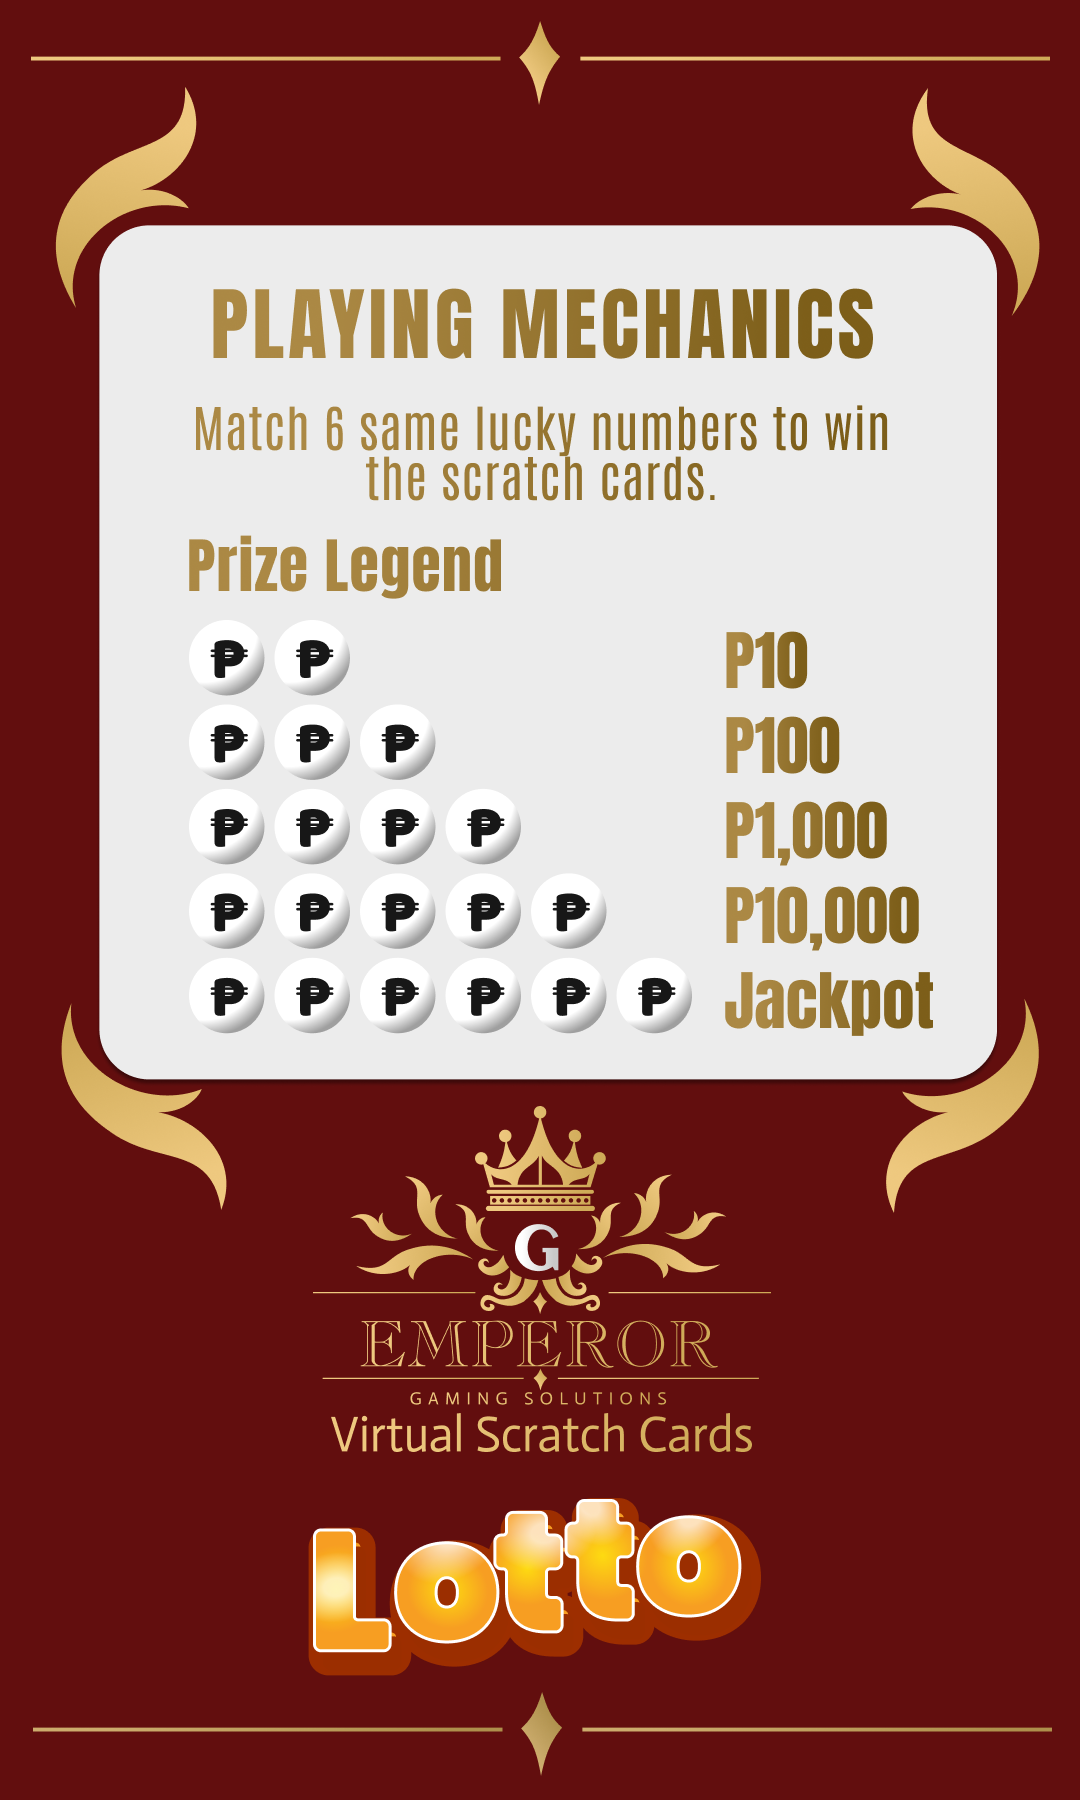 PLAYING MECHANICS
Match 6 same lucky numbers to win
the scratch cards.
Prize Legend
₱ ₱ P10
₱ ₱ ₱ P100
₱ ₱ ₱ ₱ P1,000
₱ ₱ ₱ ₱ ₱ P10,000
₱ ₱ ₱ ₱ ₱ ₱ Jackpot
G
EMPEROR
GAMING SOLUTIONS
Virtual Scratch Cards
Lotto